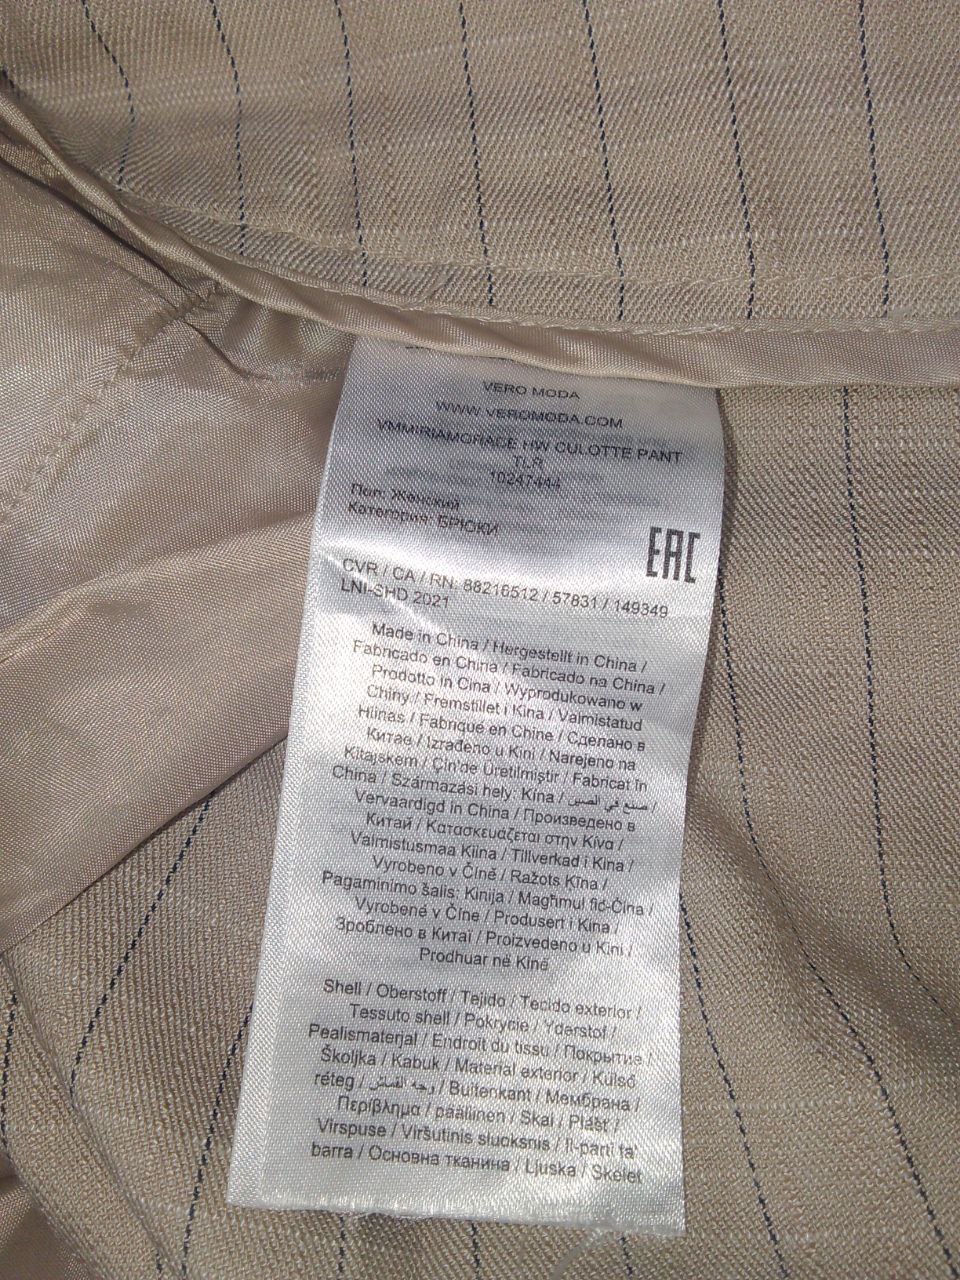 VERO MODA
WWW.VEROMODA.COM
VMMIRIAMGRACE HW CULOTTE PANT
TLR
10247444
Пол: Женский
Категория: БРЮКИ
EAC
CVR / CA / RN: 88216512 / 57831 / 149349
LNI-SHD 2021
Made in China / Hergestellt in China /
Fabricado en China / Fabricado na China /
Prodotto in Cina / Wyprodukowano w
Chiny / Fremstillet i Kina / Valmistatud
Hiinas / Fabriqué en Chine / Сделано в
Китае / Izrađeno u Kini / Narejeno na
Kitajskem / Çin'de Üretilmiştir / Fabricat în
China / Származási hely: Kína / صنع في الصين /
Vervaardigd in China / Произведено в
Китай / Κατασκευάζεται στην Κίνα /
Valmistusmaa Kiina / Tillverkad i Kina /
Vyrobeno v Číně / Ražots Ķīna /
Pagaminimo šalis: Kinija / Magħmul fiċ-Ċina /
Vyrobené v Číne / Produsert i Kina /
Зроблено в Китаї / Proizvedeno u Kini /
Prodhuar në Kinë
Shell / Oberstoff / Tejido / Tecido exterior /
Tessuto shell / Pokrycie / Yderstof /
Pealismaterjal / Endroit du tissu / Покрытие /
Školjka / Kabuk / Material exterior / Külső
réteg / وجه القماش / Buitenkant / Мембрана /
Περίβλημα / päällinen / Skal / Plášť /
Virspuse / Viršutinis sluoksnis / Il-parti ta'
barra / Основна тканина / Ljuska / Skelet